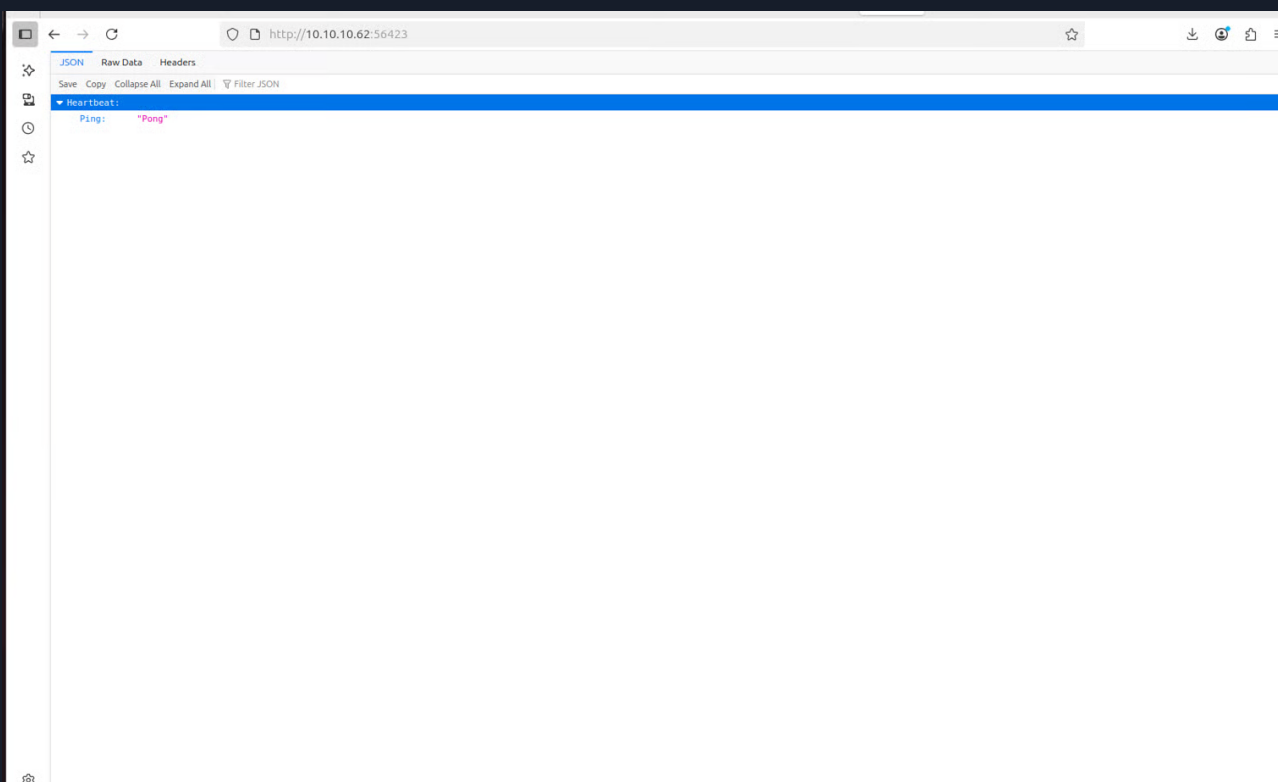 http://10.10.10.62:56423
JSON Raw Data Headers
Save Copy Collapse All Expand All Filter JSON
Heartbeat:
Ping: "Pong"